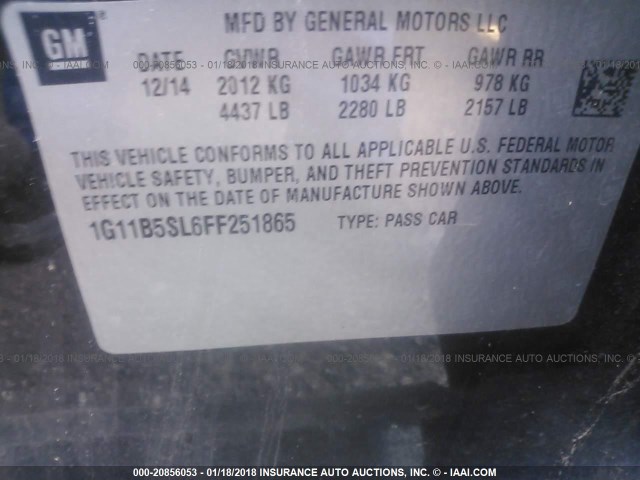 GM ®
MFD BY GENERAL MOTORS LLC
DATE GVWR GAWR FRT GAWR RR
12/14 2012 KG 1034 KG 978 KG
4437 LB 2280 LB 2157 LB
THIS VEHICLE CONFORMS TO ALL APPLICABLE U.S. FEDERAL MOTOR
VEHICLE SAFETY, BUMPER, AND THEFT PREVENTION STANDARDS IN
EFFECT ON THE DATE OF MANUFACTURE SHOWN ABOVE.
1G11B5SL6FF251865 TYPE: PASS CAR
000-20856053 - 01/18/2018 INSURANCE AUTO AUCTIONS, INC. - © IAAI.COM